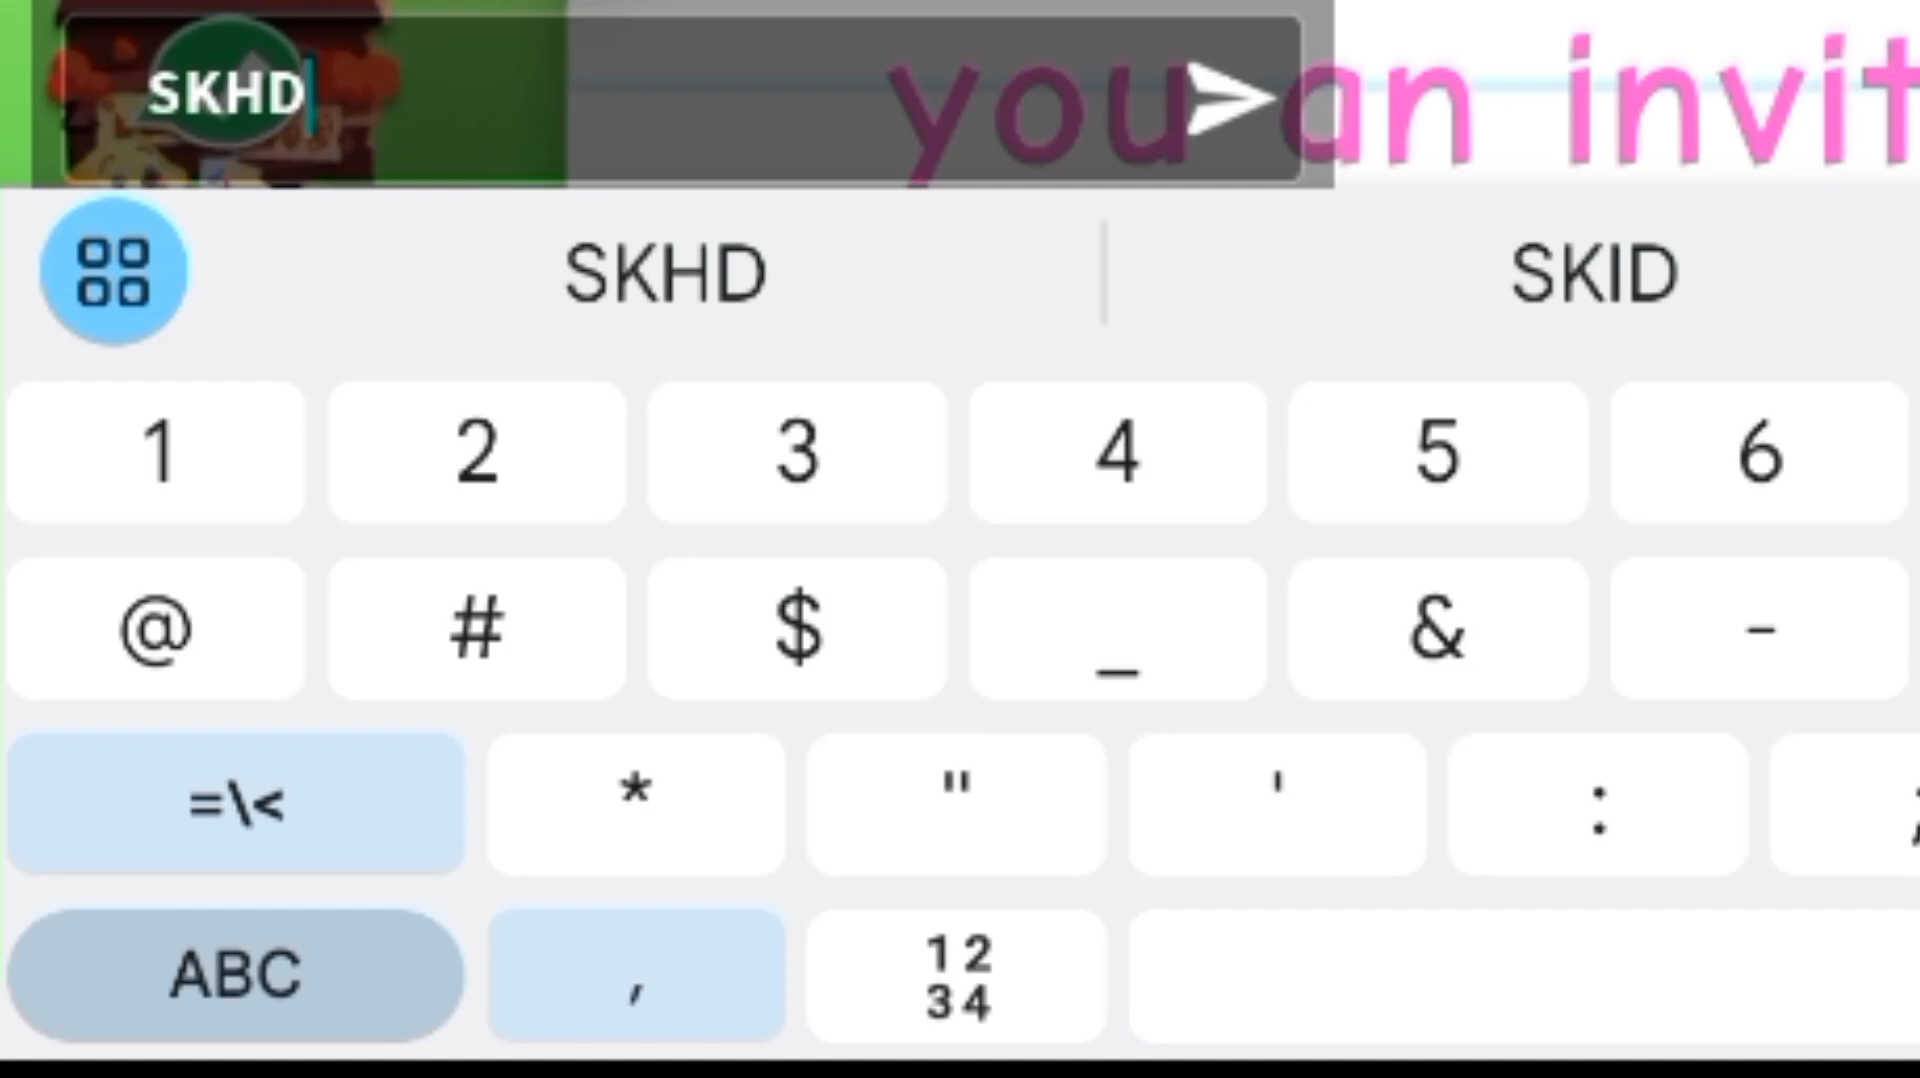 SKHD
you an invit
SKHD SKID
1 2 3 4 5 6
@ # $ _ & -
=\< * " ' : ;
ABC , 12
34